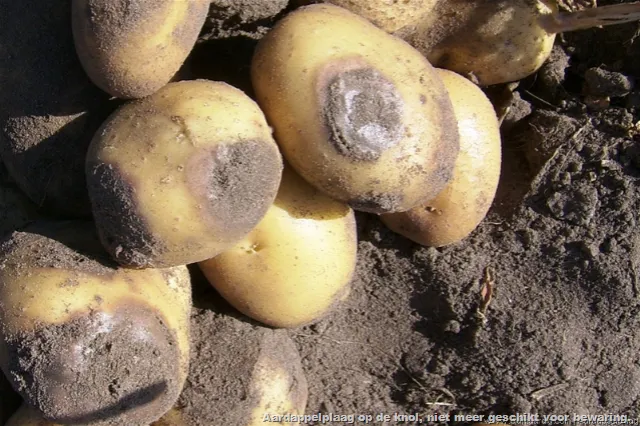 Aardappelplaag op de knol, niet meer geschikt voor bewaring.